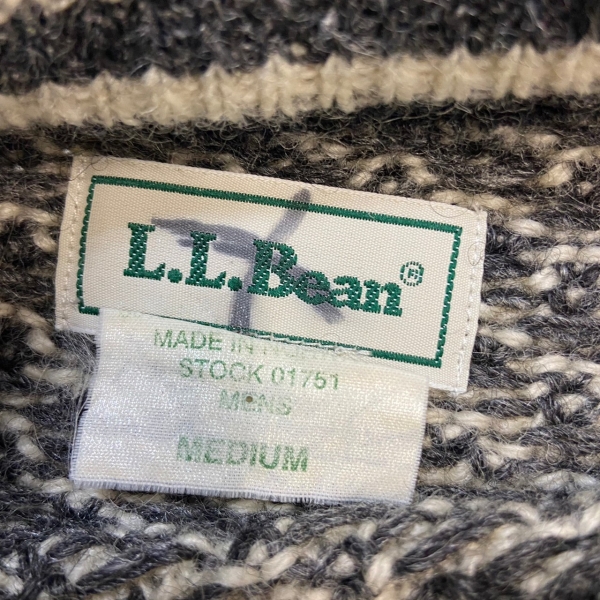 L.L.Bean®
MADE IN
STOCK 01751
MENS
MEDIUM